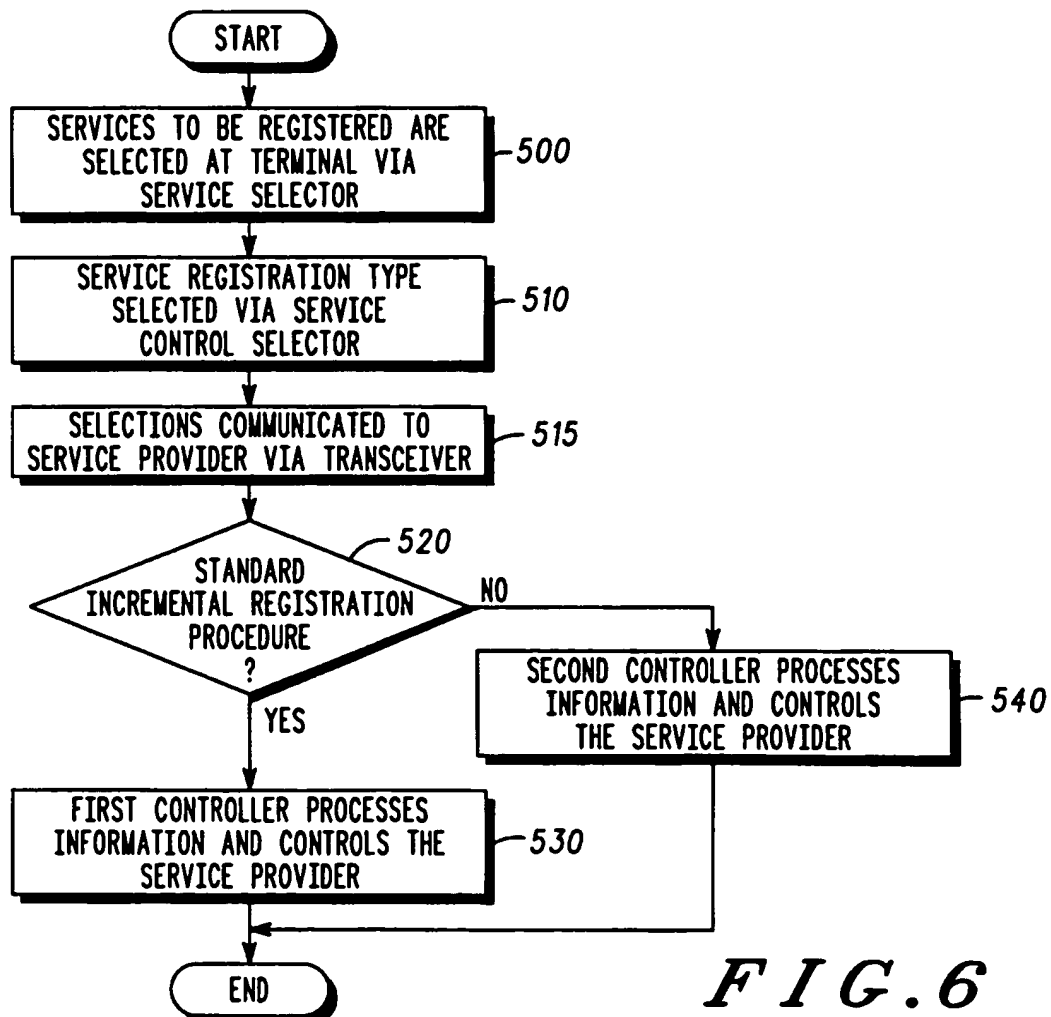 START
SERVICES TO BE REGISTERED ARE
SELECTED AT TERMINAL VIA
SERVICE SELECTOR
500
SERVICE REGISTRATION TYPE
SELECTED VIA SERVICE
CONTROL SELECTOR
510
SELECTIONS COMMUNICATED TO
SERVICE PROVIDER VIA TRANSCEIVER
515
520
STANDARD
INCREMENTAL REGISTRATION
PROCEDURE
?
NO
YES
SECOND CONTROLLER PROCESSES
INFORMATION AND CONTROLS
THE SERVICE PROVIDER
540
FIRST CONTROLLER PROCESSES
INFORMATION AND CONTROLS THE
SERVICE PROVIDER
530
END
FIG.6